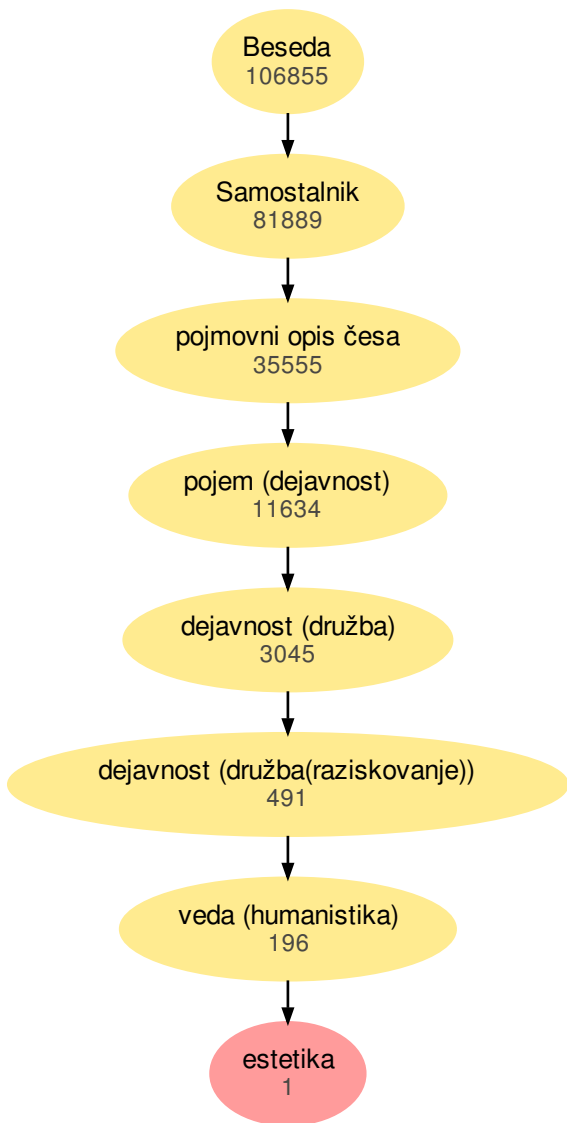 Beseda
106855
Samostalnik
81889
pojmovni opis česa
35555
pojem (dejavnost)
11634
dejavnost (družba)
3045
dejavnost (družba(raziskovanje))
491
veda (humanistika)
196
estetika
1